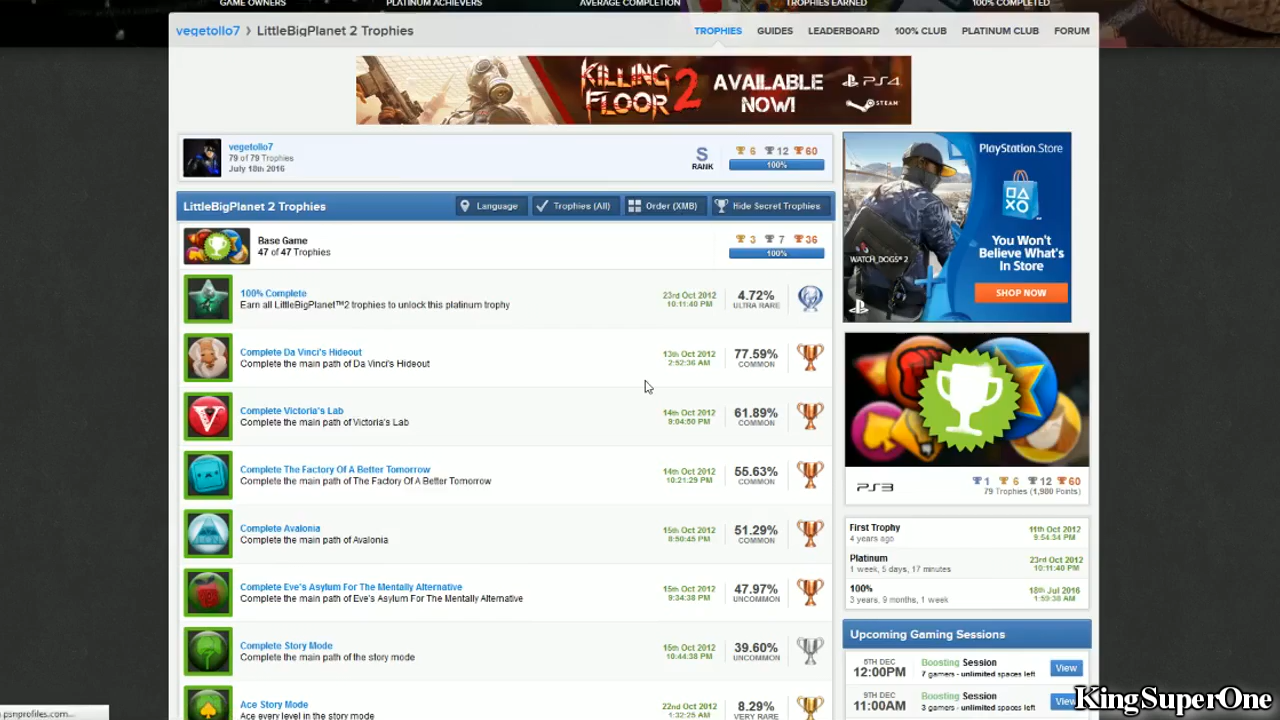 GAME OWNERS PLATINUM ACHIEVERS AVERAGE COMPLETION TROPHIES EARNED 100% COMPLETED
vegetollo7 › LittleBigPlanet 2 Trophies
TROPHIES GUIDES LEADERBOARD 100% CLUB PLATINUM CLUB FORUM
KILLING FLOOR 2
AVAILABLE NOW!
PS4
STEAM
vegetollo7
79 of 79 Trophies
July 18th 2016
S RANK
6 12 60
100%
LittleBigPlanet 2 Trophies
Language Trophies (All) Order (XMB) Hide Secret Trophies
Base Game
47 of 47 Trophies
3 7 36
100%
100% Complete
Earn all LittleBigPlanet™2 trophies to unlock this platinum trophy
23rd Oct 2012
10:11:40 PM
4.72%
ULTRA RARE
Complete Da Vinci's Hideout
Complete the main path of Da Vinci's Hideout
13th Oct 2012
2:52:36 AM
77.59%
COMMON
Complete Victoria's Lab
Complete the main path of Victoria's Lab
14th Oct 2012
9:04:50 PM
61.89%
COMMON
Complete The Factory Of A Better Tomorrow
Complete the main path of The Factory Of A Better Tomorrow
14th Oct 2012
10:21:29 PM
55.63%
COMMON
Complete Avalonia
Complete the main path of Avalonia
15th Oct 2012
8:50:45 PM
51.29%
COMMON
Complete Eve's Asylum For The Mentally Alternative
Complete the main path of Eve's Asylum For The Mentally Alternative
15th Oct 2012
9:34:38 PM
47.97%
UNCOMMON
Complete Story Mode
Complete the main path of the story mode
15th Oct 2012
10:44:38 PM
39.60%
UNCOMMON
Ace Story Mode
Ace every level in the story mode
22nd Oct 2012
1:32:25 AM
8.29%
VERY RARE
PlayStation.Store
You Won't
Believe What's
In Store
WATCH_DOGS 2
SHOP NOW
PS3
1 6 12 60
79 Trophies (1,980 Points)
First Trophy
4 years ago
11th Oct 2012
9:54:34 PM
Platinum
1 week, 5 days, 17 minutes
23rd Oct 2012
10:11:40 PM
100%
3 years, 9 months, 1 week
18th Jul 2016
1:59:38 AM
Upcoming Gaming Sessions
5TH DEC
12:00PM
Boosting Session
7 gamers - unlimited spaces left
View
9TH DEC
11:00AM
Boosting Session
3 gamers - unlimited spaces left
View
psnprofiles.com...
KingSuperOne